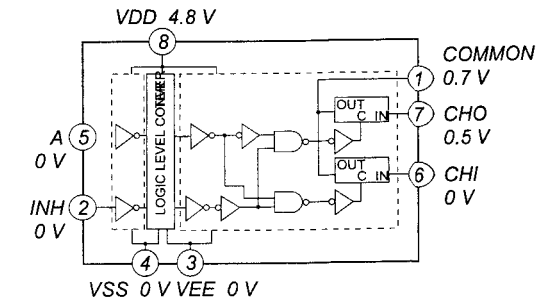 VDD 4.8 V
8
COMMON
1
0.7 V
OUT
C IN
7
CHO
0.5 V
A
5
0 V
LOGIC LEVEL
OUT
C IN
6
CHI
0 V
INH
2
0 V
4
3
VSS 0 V VEE 0 V